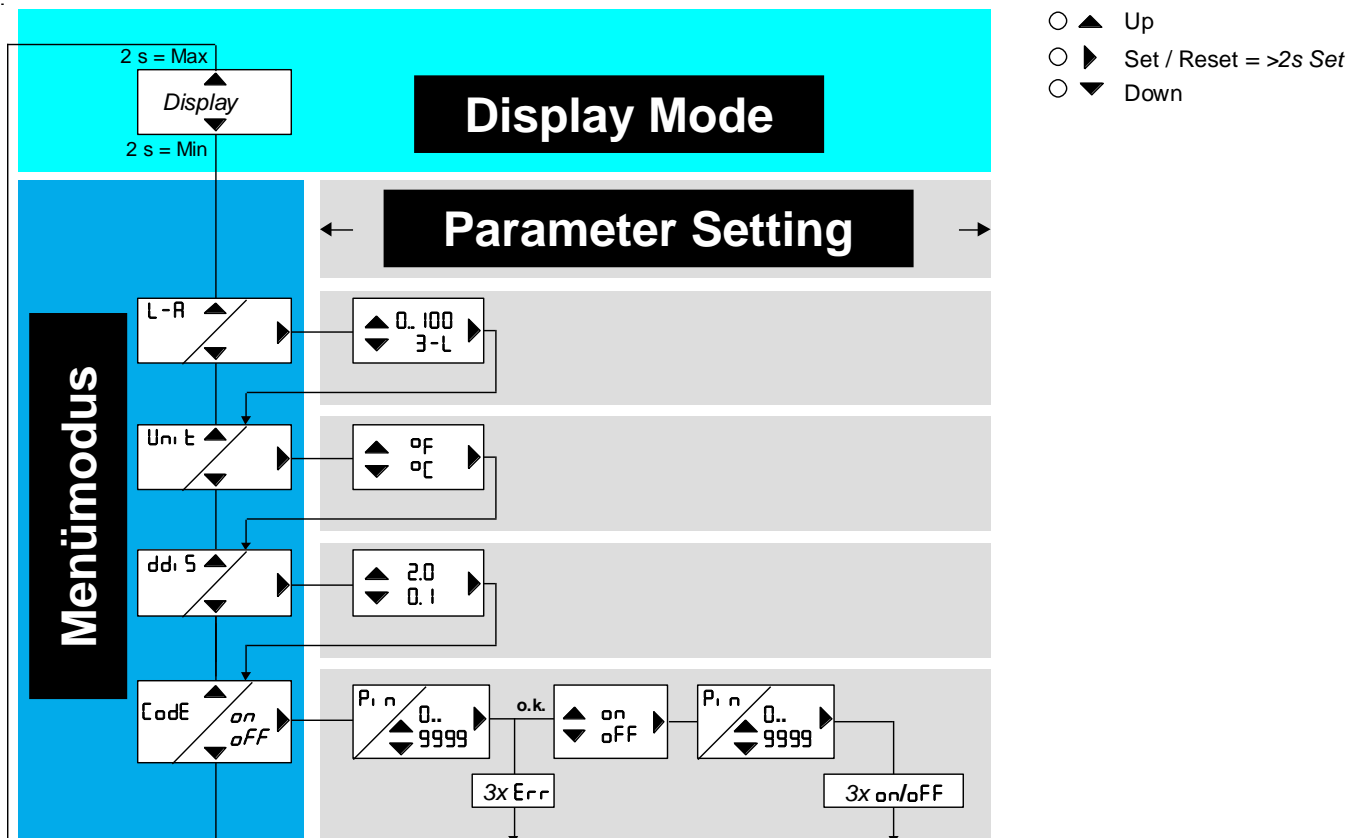 2 s = Max
Display
2 s = Min
Display Mode
Up
Set / Reset = >2s Set
Down
Parameter Setting
Menümodus
L-A
0..100
3-L
Unit
°F
°C
ddiS
2.0
0.1
CodE
on
oFF
Pin
0..
9999
o.k.
on
oFF
Pin
0..
9999
3x Err
3x on/oFF